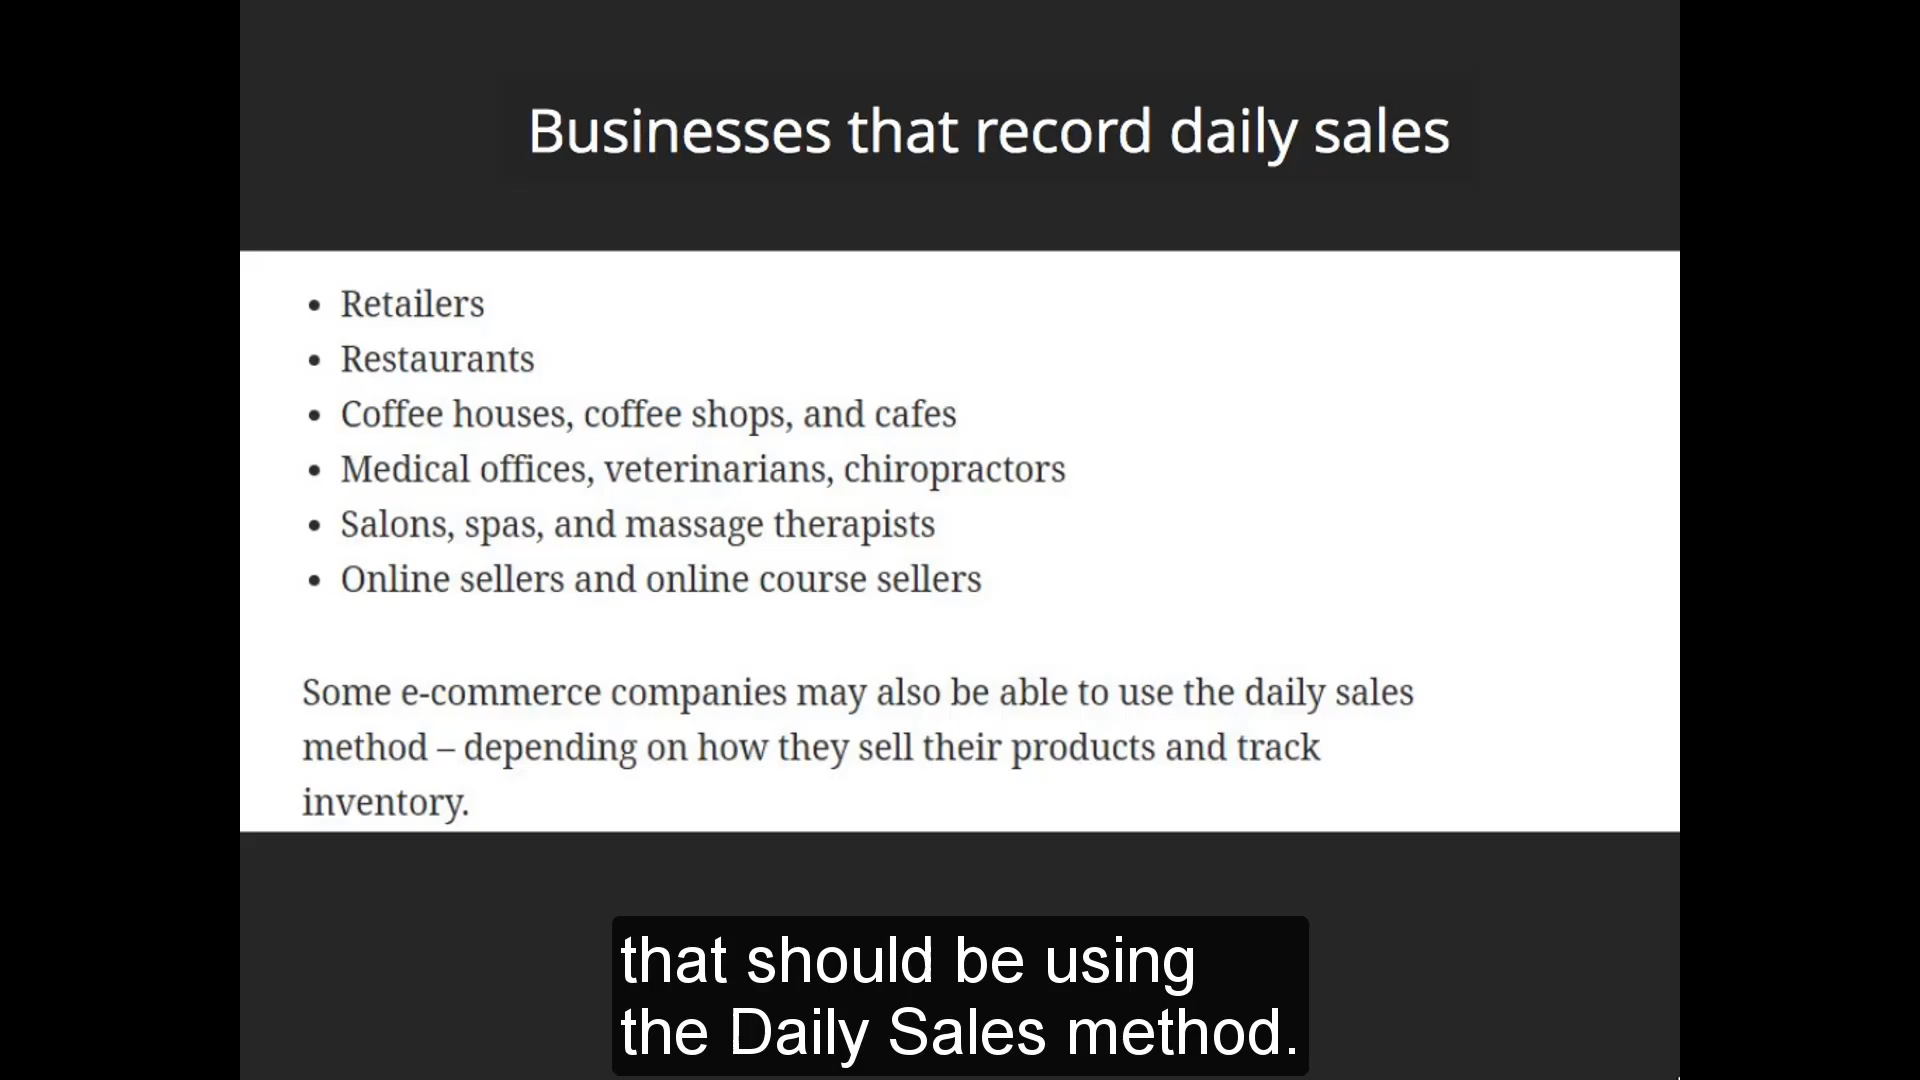 Businesses that record daily sales
• Retailers
• Restaurants
• Coffee houses, coffee shops, and cafes
• Medical offices, veterinarians, chiropractors
• Salons, spas, and massage therapists
• Online sellers and online course sellers
Some e-commerce companies may also be able to use the daily sales
method – depending on how they sell their products and track
inventory.
that should be using
the Daily Sales method.